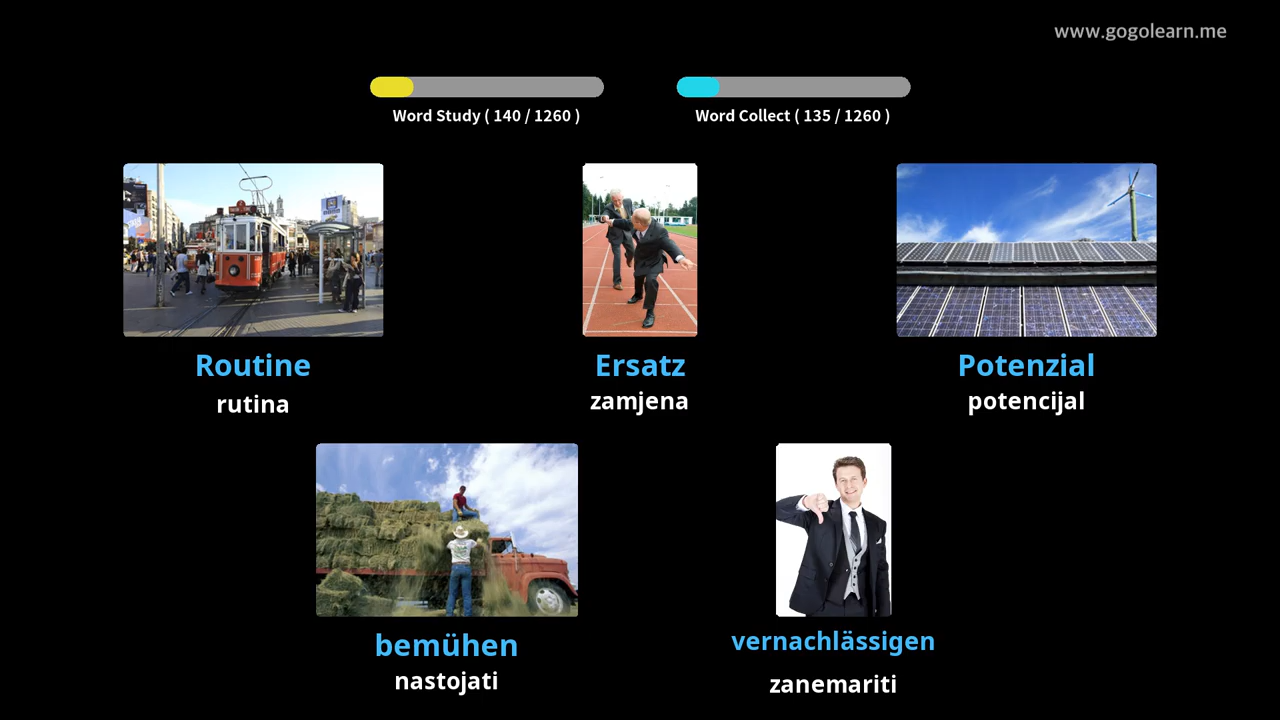 www.gogolearn.me
Word Study ( 140 / 1260 )
Word Collect ( 135 / 1260 )
Routine
rutina
Ersatz
zamjena
Potenzial
potencijal
bemühen
nastojati
vernachlässigen
zanemariti